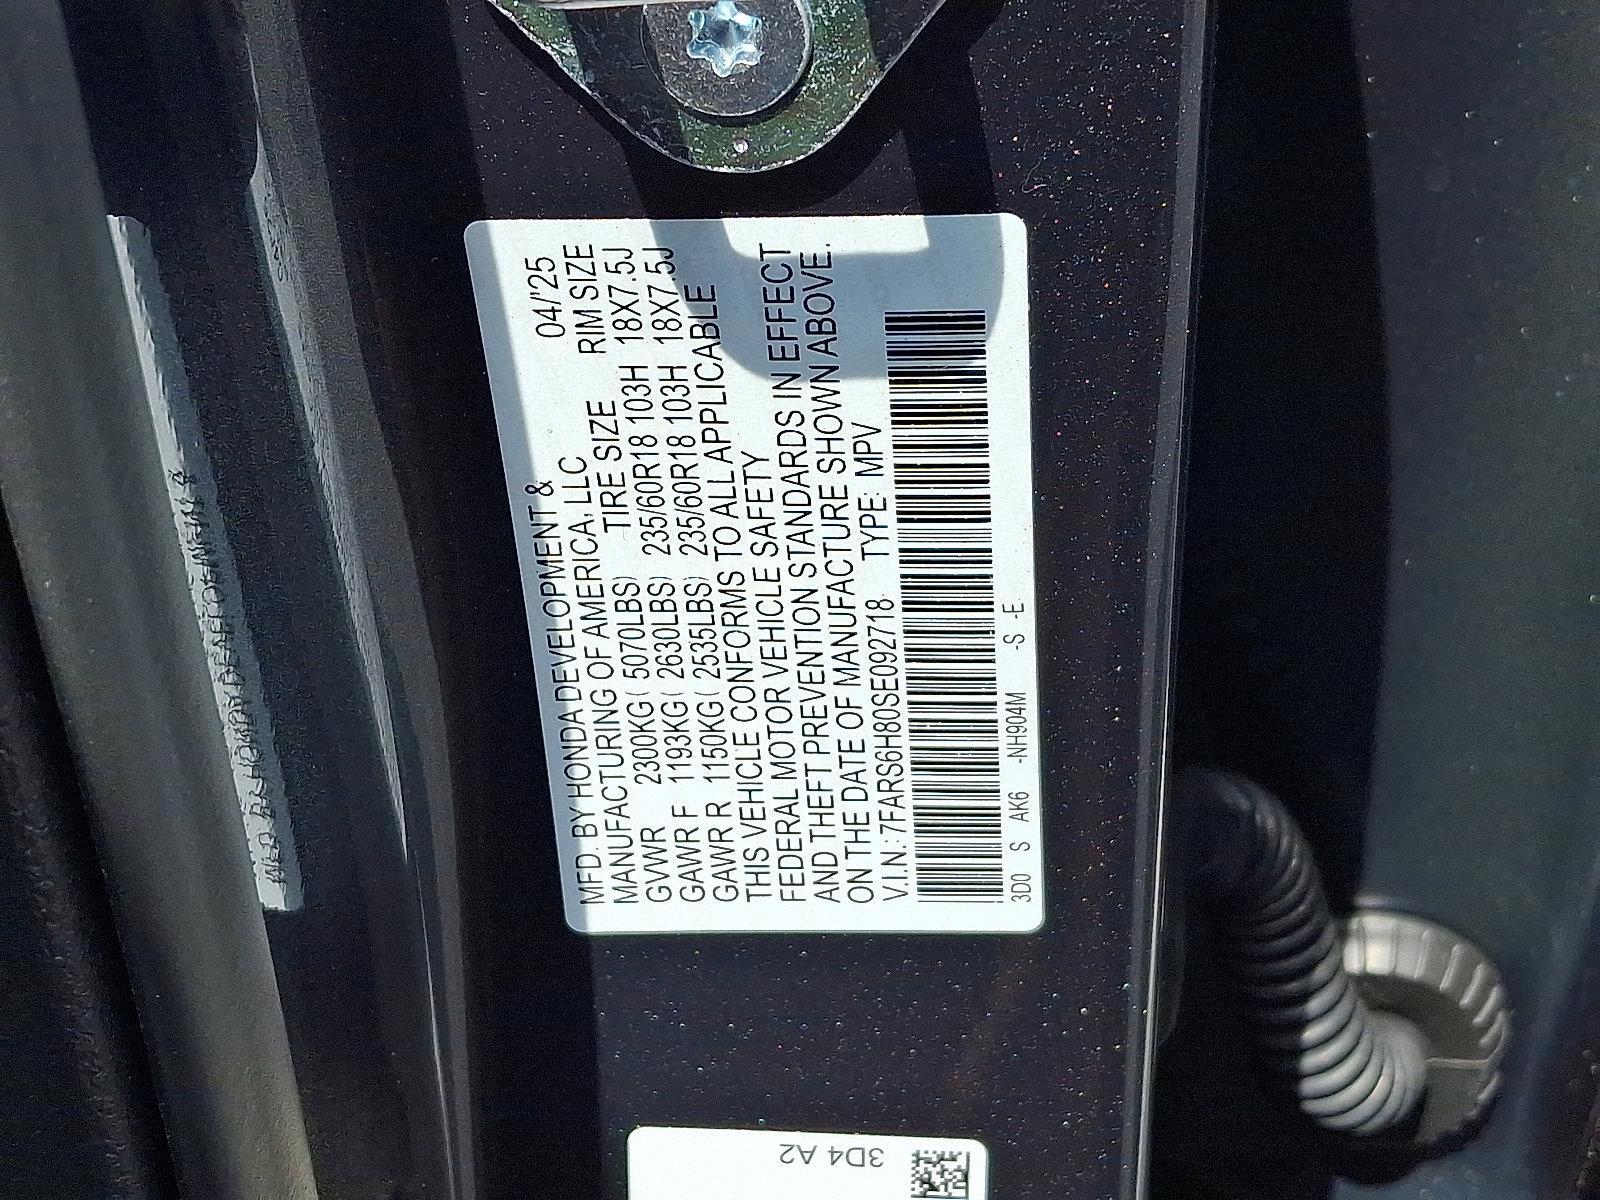 MFD. BY HONDA DEVELOPMENT & 04/'25
MANUFACTURING OF AMERICA, LLC
TIRE SIZE RIM SIZE
GVWR 2300KG ( 5070LBS) 235/60R18 103H 18X7.5J
GAWR F 1193KG ( 2630LBS) 235/60R18 103H 18X7.5J
GAWR R 1150KG ( 2535LBS)
THIS VEHICLE CONFORMS TO ALL APPLICABLE
FEDERAL MOTOR VEHICLE SAFETY
AND THEFT PREVENTION STANDARDS IN EFFECT
ON THE DATE OF MANUFACTURE SHOWN ABOVE.
V.I.N.: 7FARS6H80SE092718 TYPE: MPV
3D0 S AK6 -NH904M -S -E
3D4 A2